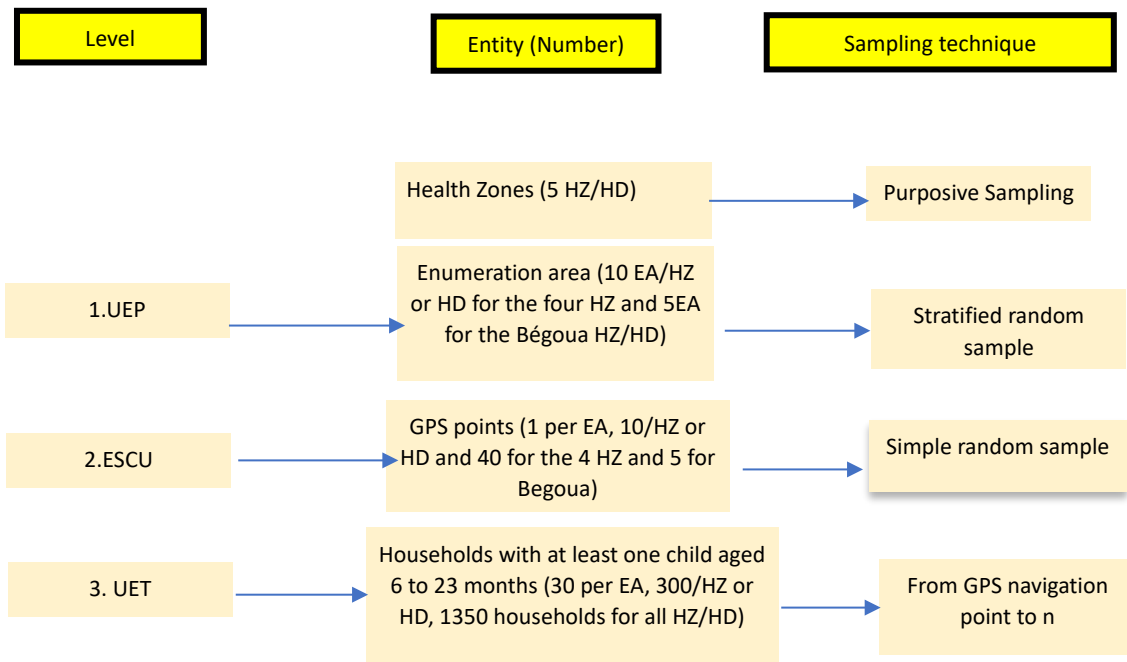 Level
Entity (Number)
Sampling technique
Health Zones (5 HZ/HD)
Purposive Sampling
1.UEP
Enumeration area (10 EA/HZ
or HD for the four HZ and 5EA
for the Bégoua HZ/HD)
Stratified random
sample
2.ESCU
GPS points (1 per EA, 10/HZ or
HD and 40 for the 4 HZ and 5 for
Begoua)
Simple random sample
3. UET
Households with at least one child aged
6 to 23 months (30 per EA, 300/HZ or
HD, 1350 households for all HZ/HD)
From GPS navigation
point to n